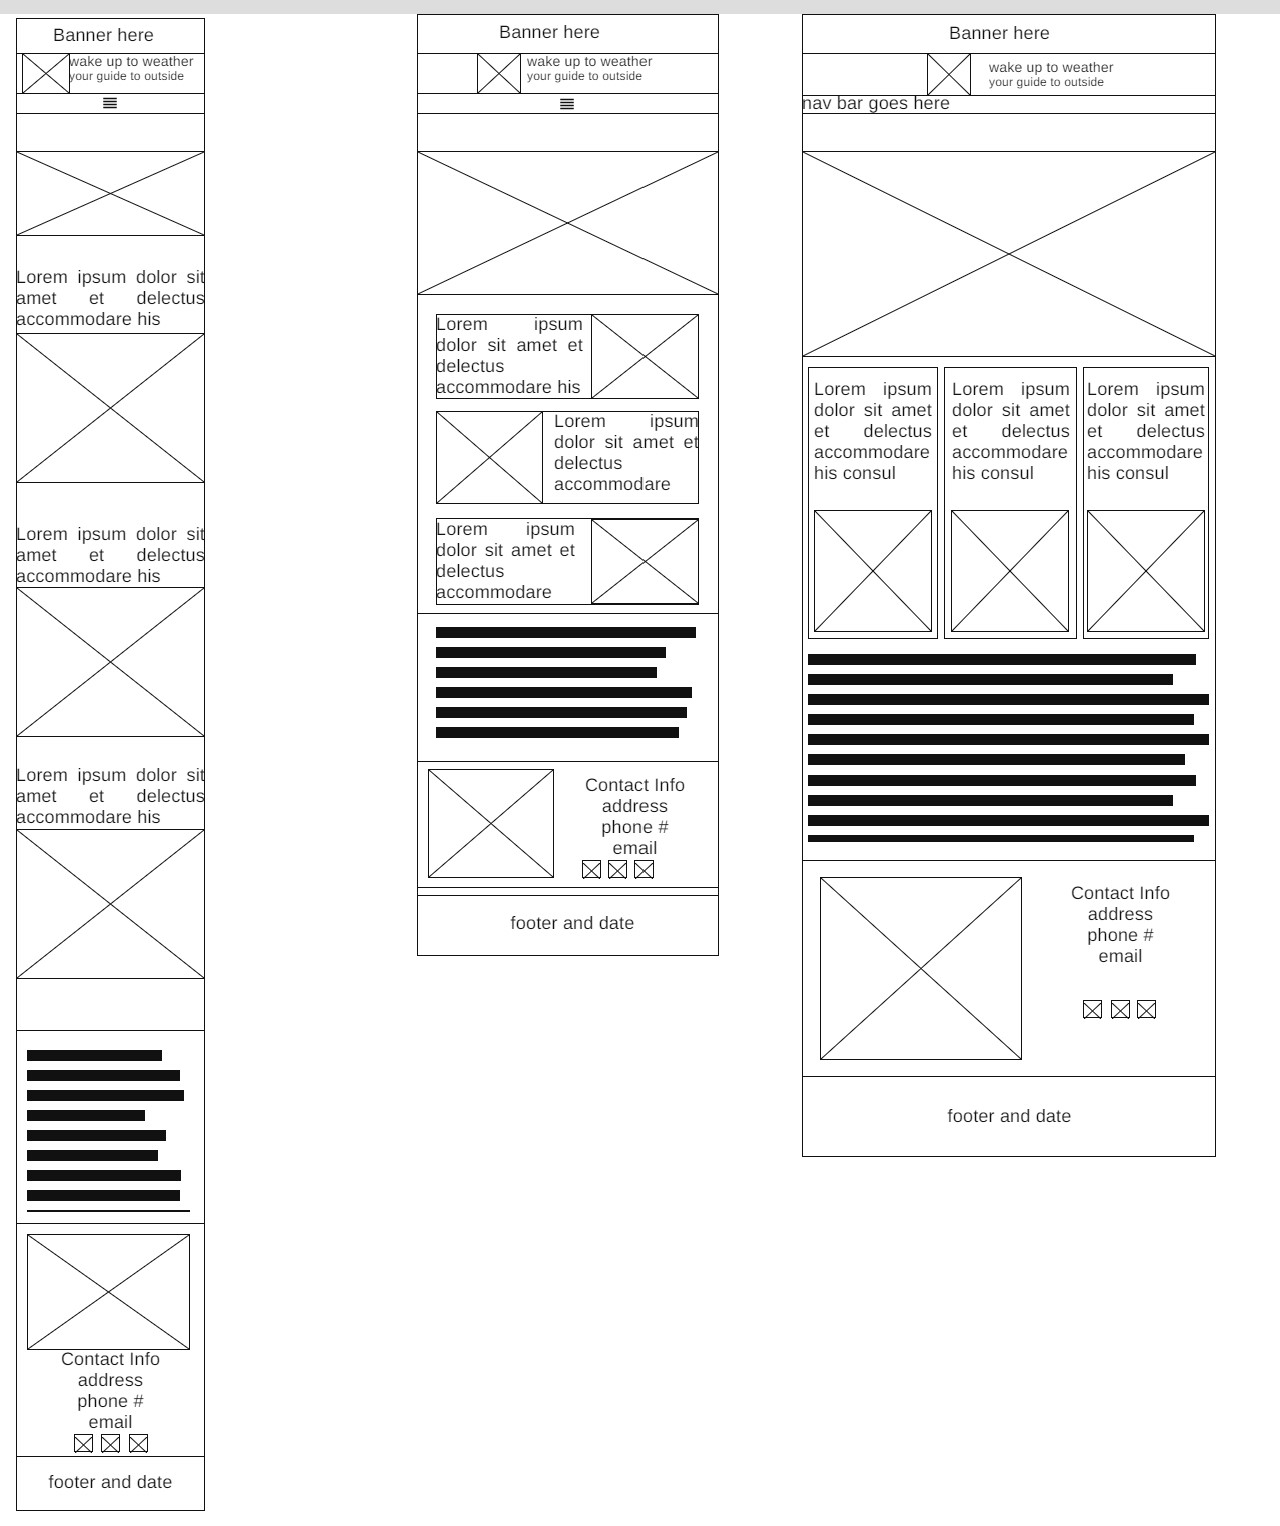 Banner here
wake up to weather
your guide to outside
Lorem ipsum dolor sit
amet et delectus
accommodare his
Lorem ipsum dolor sit
amet et delectus
accommodare his
Lorem ipsum dolor sit
amet et delectus
accommodare his
Contact Info
address
phone #
email
footer and date
Banner here
wake up to weather
your guide to outside
Lorem ipsum
dolor sit amet et
delectus
accommodare his
Lorem ipsum
dolor sit amet et
delectus
accommodare
Lorem ipsum
dolor sit amet et
delectus
accommodare
Contact Info
address
phone #
email
footer and date
Banner here
wake up to weather
your guide to outside
nav bar goes here
Lorem ipsum
dolor sit amet
et delectus
accommodare
his consul
Lorem ipsum
dolor sit amet
et delectus
accommodare
his consul
Lorem ipsum
dolor sit amet
et delectus
accommodare
his consul
Contact Info
address
phone #
email
footer and date